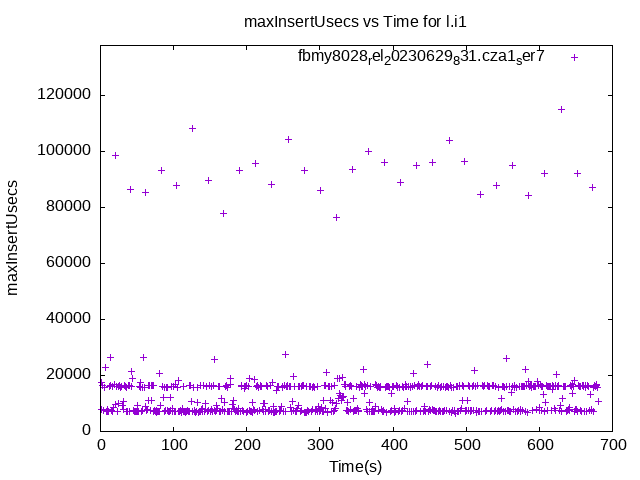 maxInsertUsecs vs Time for l.i1
fbmy8028rel20230629831.cza1ser7
120000
100000
80000
60000
40000
20000
0
maxInsertUsecs
0 100 200 300 400 500 600 700
Time(s)